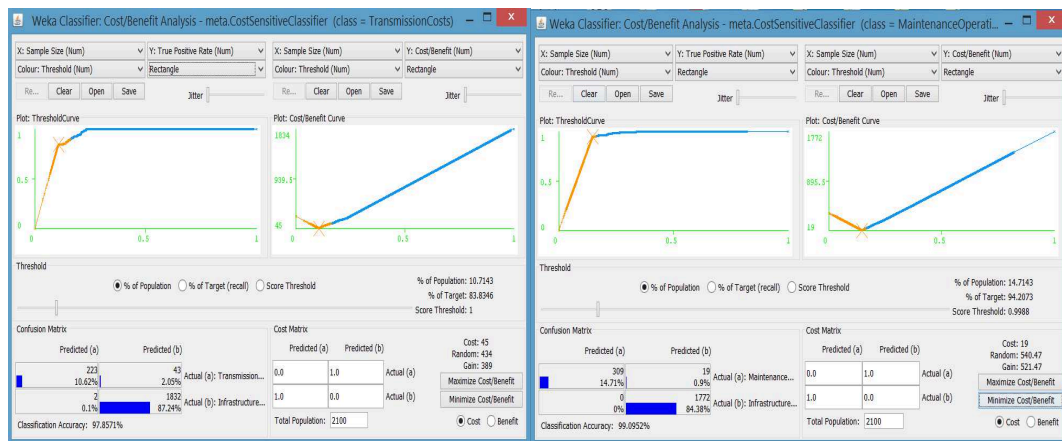 Weka Classifier: Cost/Benefit Analysis - meta.CostSensitiveClassifier (class = TransmissionCosts)
X: Sample Size (Num)
Y: True Positive Rate (Num)
X: Sample Size (Num)
Y: Cost/Benefit (Num)
Colour: Threshold (Num)
Rectangle
Colour: Threshold (Num)
Rectangle
Re...
Clear
Open
Save
Jitter
Re...
Clear
Open
Save
Jitter
Plot: ThresholdCurve
Plot: Cost/Benefit Curve
1
0.5
0
0
0.5
1
1834
939.5
45
0
0.5
1
Threshold
% of Population
% of Target (recall)
Score Threshold
% of Population: 10.7143
% of Target: 83.8346
Score Threshold: 1
Confusion Matrix
Predicted (a)
Predicted (b)
223
10.62%
43
2.05%
Actual (a): Transmission...
2
0.1%
1832
87.24%
Actual (b): Infrastructure...
Classification Accuracy: 97.8571%
Cost Matrix
Predicted (a)
Predicted (b)
0.0
1.0
Actual (a)
1.0
0.0
Actual (b)
Total Population:
2100
Cost: 45
Random: 434
Gain: 389
Maximize Cost/Benefit
Minimize Cost/Benefit
Cost
Benefit
Weka Classifier: Cost/Benefit Analysis - meta.CostSensitiveClassifier (class = MaintenanceOperati...
X: Sample Size (Num)
Y: True Positive Rate (Num)
X: Sample Size (Num)
Y: Cost/Benefit (Num)
Colour: Threshold (Num)
Rectangle
Colour: Threshold (Num)
Rectangle
Re...
Clear
Open
Save
Jitter
Re...
Clear
Open
Save
Jitter
Plot: ThresholdCurve
Plot: Cost/Benefit Curve
1
0.5
0
0
0.5
1
1772
895.5
19
0
0.5
1
Threshold
% of Population
% of Target (recall)
Score Threshold
% of Population: 14.7143
% of Target: 94.2073
Score Threshold: 0.9988
Confusion Matrix
Predicted (a)
Predicted (b)
309
14.71%
19
0.9%
Actual (a): Maintenance...
0
0%
1772
84.38%
Actual (b): Infrastructure...
Classification Accuracy: 99.0952%
Cost Matrix
Predicted (a)
Predicted (b)
0.0
1.0
Actual (a)
1.0
0.0
Actual (b)
Total Population:
2100
Cost: 19
Random: 540.47
Gain: 521.47
Maximize Cost/Benefit
Minimize Cost/Benefit
Cost
Benefit